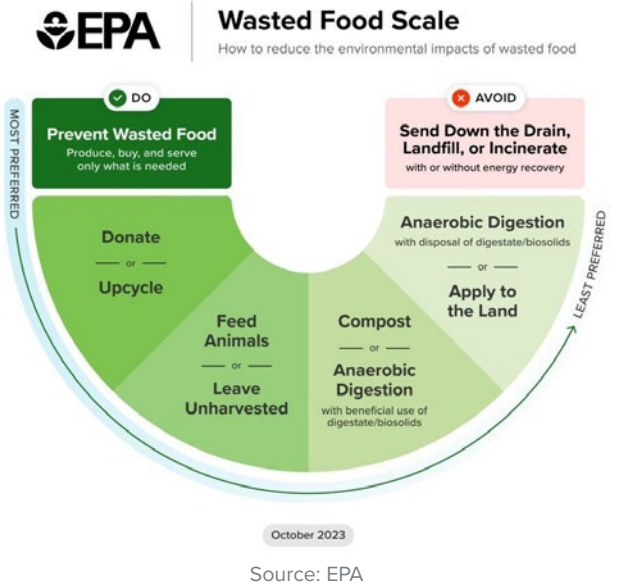 EPA
Wasted Food Scale
How to reduce the environmental impacts of wasted food
DO
Prevent Wasted Food
Produce, buy, and serve
only what is needed
MOST PREFERRED
Donate
or
Upcycle
Feed
Animals
or
Leave
Unharvested
Compost
or
Anaerobic
Digestion
with beneficial use of
digestate/biosolids
Anaerobic Digestion
with disposal of digestate/biosolids
or
Apply to
the Land
LEAST PREFERRED
AVOID
Send Down the Drain,
Landfill, or Incinerate
with or without energy recovery
October 2023
Source: EPA